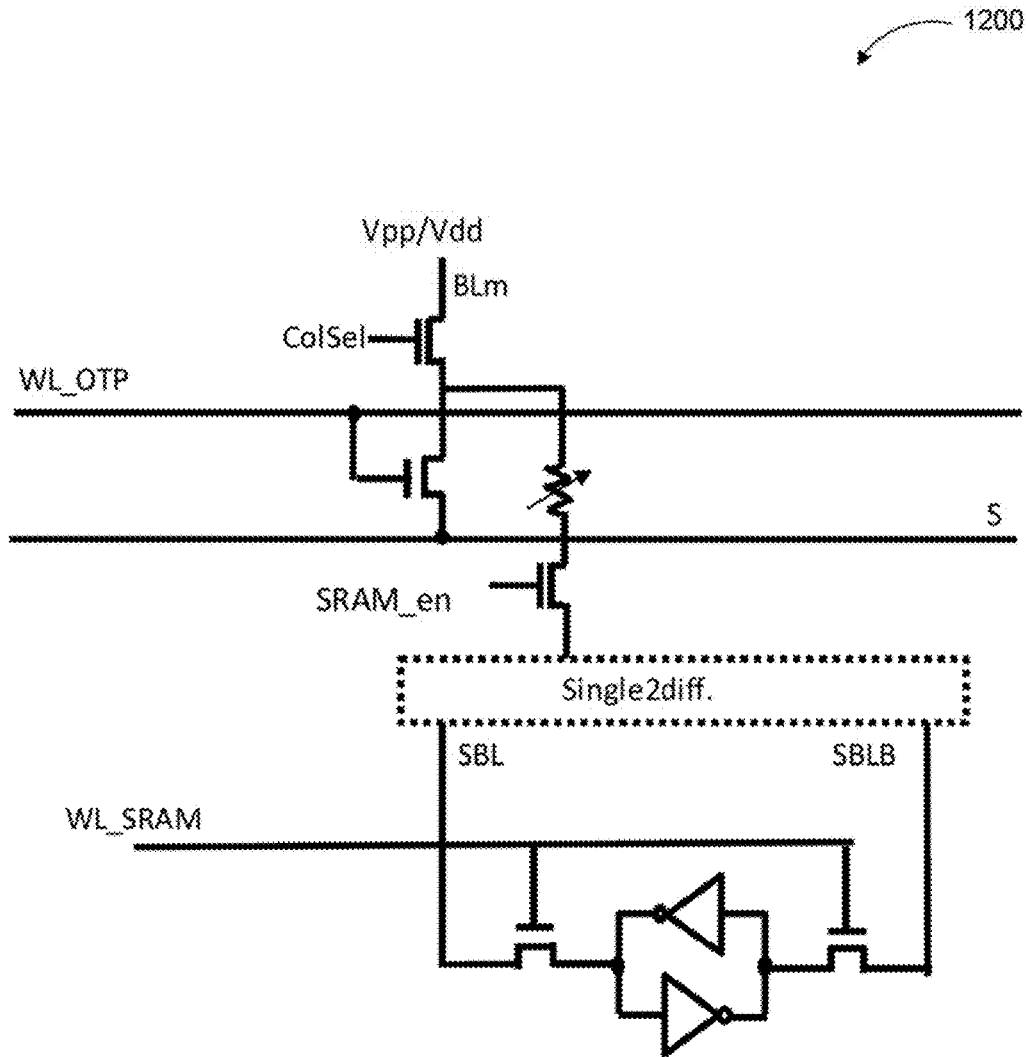 1200
Vpp/Vdd
BLm
ColSel
WL_OTP
S
SRAM_en
Single2diff.
SBL
SBLB
WL_SRAM